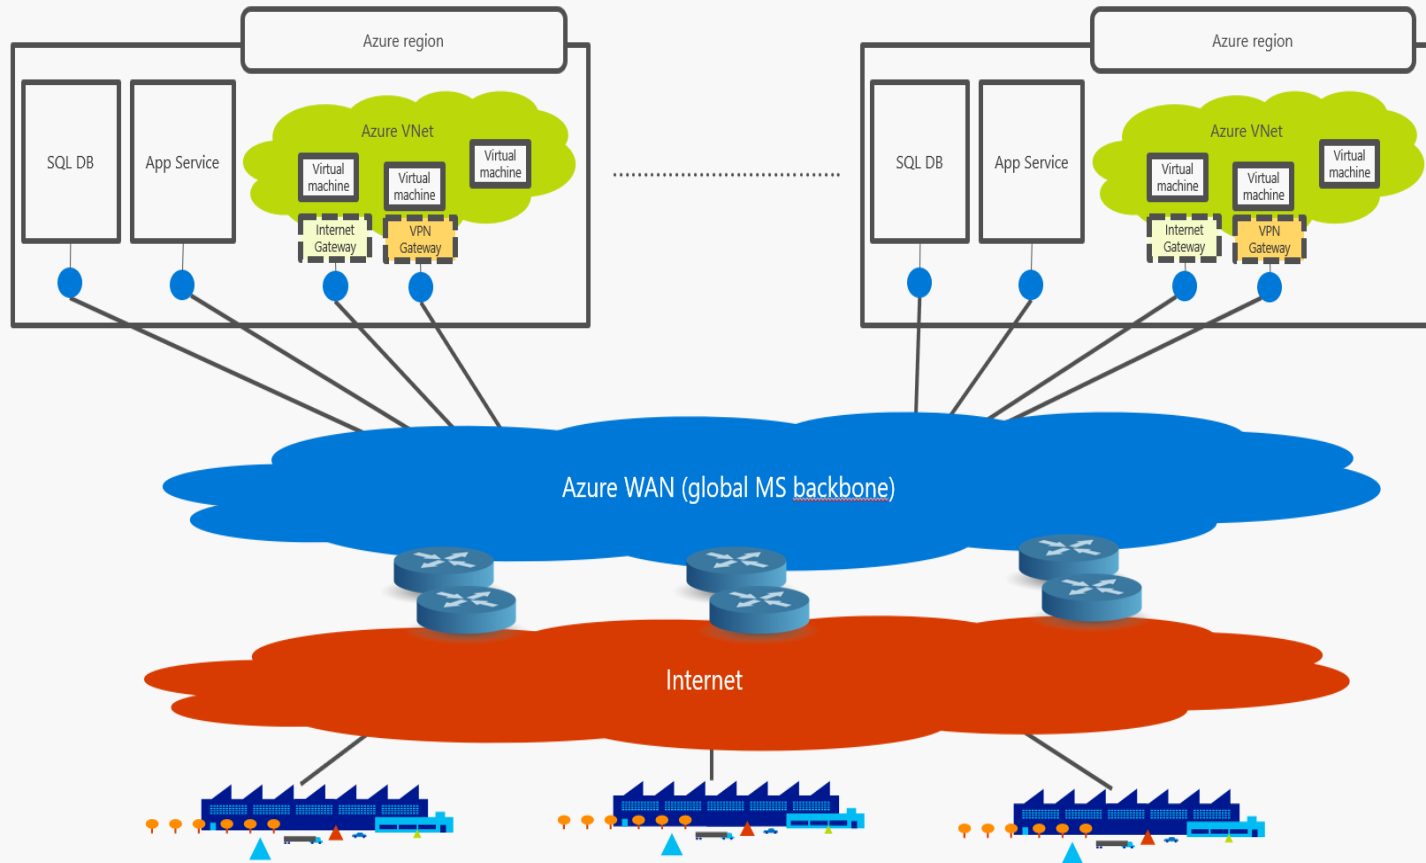 Azure region
SQL DB
App Service
Azure VNet
Virtual
machine
Virtual
machine
Virtual
machine
Internet
Gateway
VPN
Gateway
Azure region
SQL DB
App Service
Azure VNet
Virtual
machine
Virtual
machine
Virtual
machine
Internet
Gateway
VPN
Gateway
Azure WAN (global MS backbone)
Internet